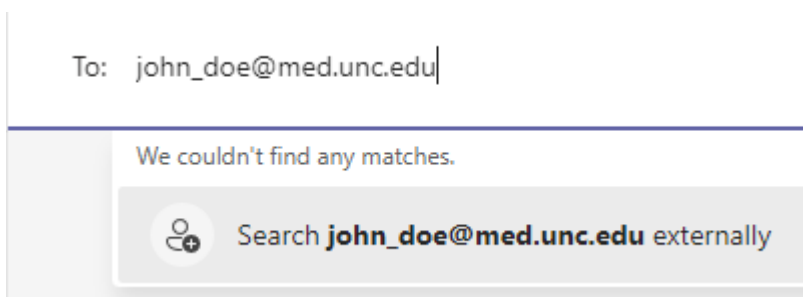 To: john_doe@med.unc.edu
We couldn't find any matches.
Search john_doe@med.unc.edu externally